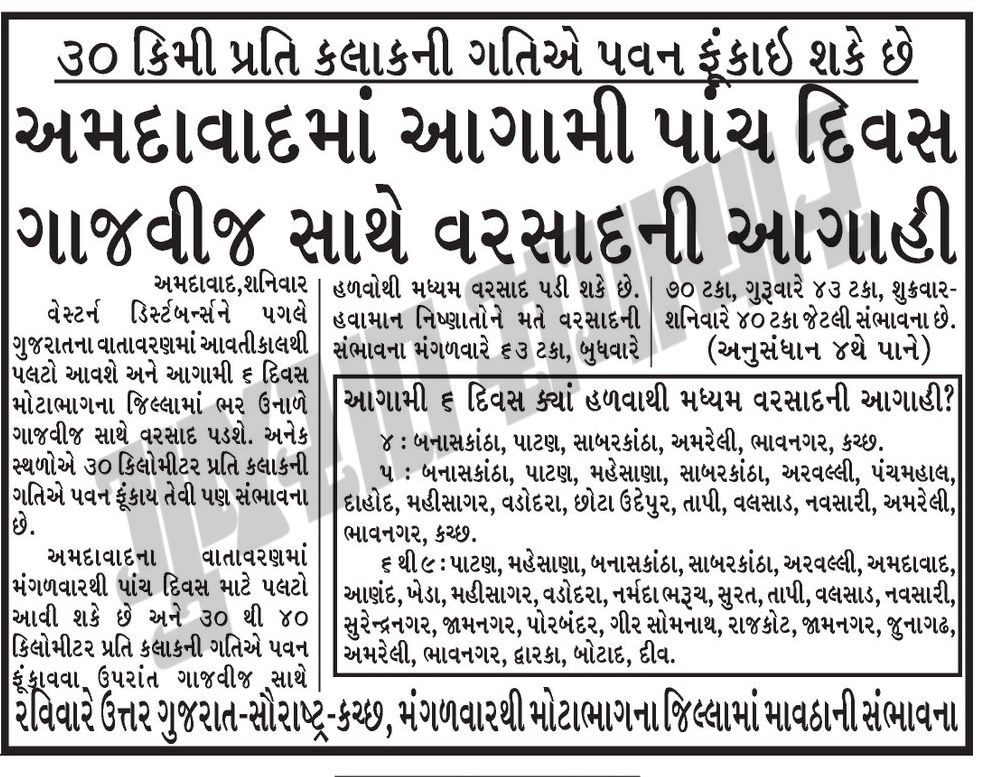 ૩૦ કિમી પ્રતિ કલાકની ગતિએ પવન ફૂંકાઇ શકે છે
અમદાવાદમાં આગામી પાંચ દિવસ
ગાજવીજ સાથે વરસાદની આગાહી
અમદાવાદ,શનિવાર
વેસ્ટર્ન ડિસ્ટર્બન્સને પગલે
ગુજરાતના વાતાવરણમાં આવતીકાલથી
પલટો આવશે અને આગામી ૬ દિવસ
મોટાભાગના જિલ્લામાં ભર ઉનાળે
ગાજવીજ સાથે વરસાદ પડશે. અનેક
સ્થળોએ ૩૦ કિલોમીટર પ્રતિ કલાકની
ગતિએ પવન ફૂંકાય તેવી પણ સંભાવના
છે.
અમદાવાદના વાતાવરણમાં
મંગળવારથી પાંચ દિવસ માટે પલટો
આવી શકે છે અને ૩૦ થી ૪૦
કિલોમીટર પ્રતિ કલાકની ગતિએ પવન
ફૂંકાવવા ઉપરાંત ગાજવીજ સાથે
હળવોથી મધ્યમ વરસાદ પડી શકે છે.
હવામાન નિષ્ણાતોને મતે વરસાદની
સંભાવના મંગળવારે ૬૩ ટકા, બુધવારે
૭૦ ટકા, ગુરૂવારે ૪૩ ટકા, શુક્રવાર-
શનિવારે ૪૦ ટકા જેટલી સંભાવના છે.
(અનુસંધાન ૪થે પાને)
આગામી ૬ દિવસ ક્યાં હળવાથી મધ્યમ વરસાદની આગાહી?
૪ : બનાસકાંઠા, પાટણ, સાબરકાંઠા, અમરેલી, ભાવનગર, કચ્છ.
૫ : બનાસકાંઠા, પાટણ, મહેસાણા, સાબરકાંઠા, અરવલ્લી, પંચમહાલ,
દાહોદ, મહીસાગર, વડોદરા, છોટા ઉદેપુર, તાપી, વલસાડ, નવસારી, અમરેલી,
ભાવનગર, કચ્છ.
૬ થી ૯ : પાટણ, મહેસાણા, બનાસકાંઠા, સાબરકાંઠા, અરવલ્લી, અમદાવાદ,
આણંદ, ખેડા, મહીસાગર, વડોદરા, નર્મદા ભરૂચ, સુરત, તાપી, વલસાડ, નવસારી,
સુરેન્દ્રનગર, જામનગર, પોરબંદર, ગીર સોમનાથ, રાજકોટ, જામનગર, જુનાગઢ,
અમરેલી, ભાવનગર, દ્વારકા, બોટાદ, દીવ.
રવિવારે ઉત્તર ગુજરાત-સૌરાષ્ટ્ર-કચ્છ, મંગળવારથી મોટાભાગના જિલ્લામાં માવઠાની સંભાવના
ગુજરાત સમાચાર